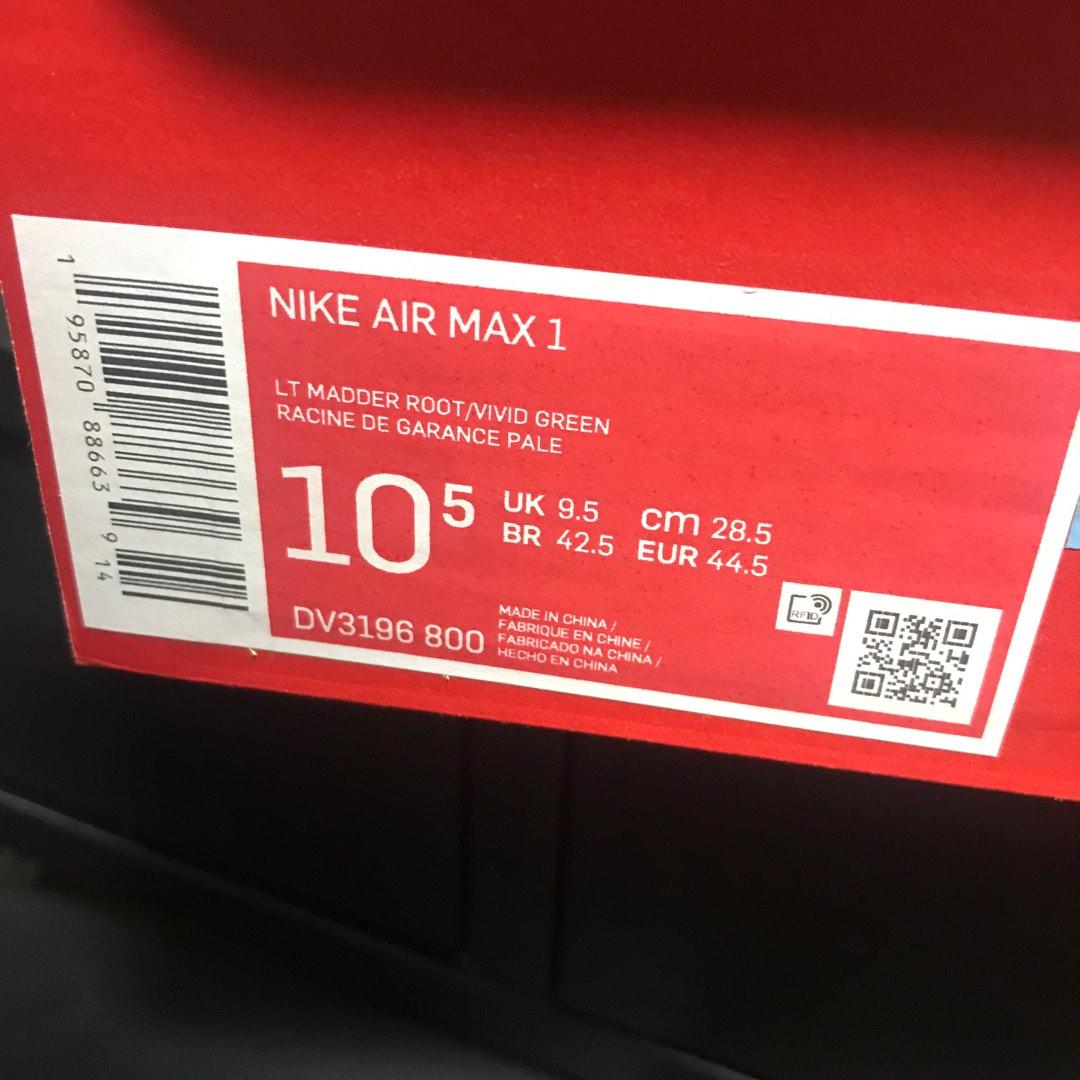 NIKE AIR MAX 1
LT MADDER ROOT/VIVID GREEN
RACINE DE GARANCE PALE
10 5
UK 9.5 cm 28.5
BR 42.5 EUR 44.5
DV3196 800
MADE IN CHINA /
FABRIQUE EN CHINE /
FABRICADO NA CHINA /
HECHO EN CHINA
RFID
1 95870 88663 9 14